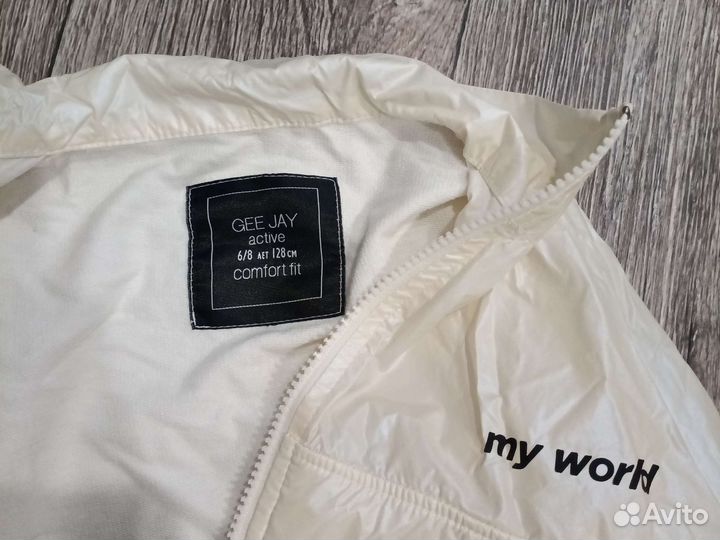 GEE JAY
active
6/8 ЛЕТ 128 СМ
comfort fit
my world
Avito